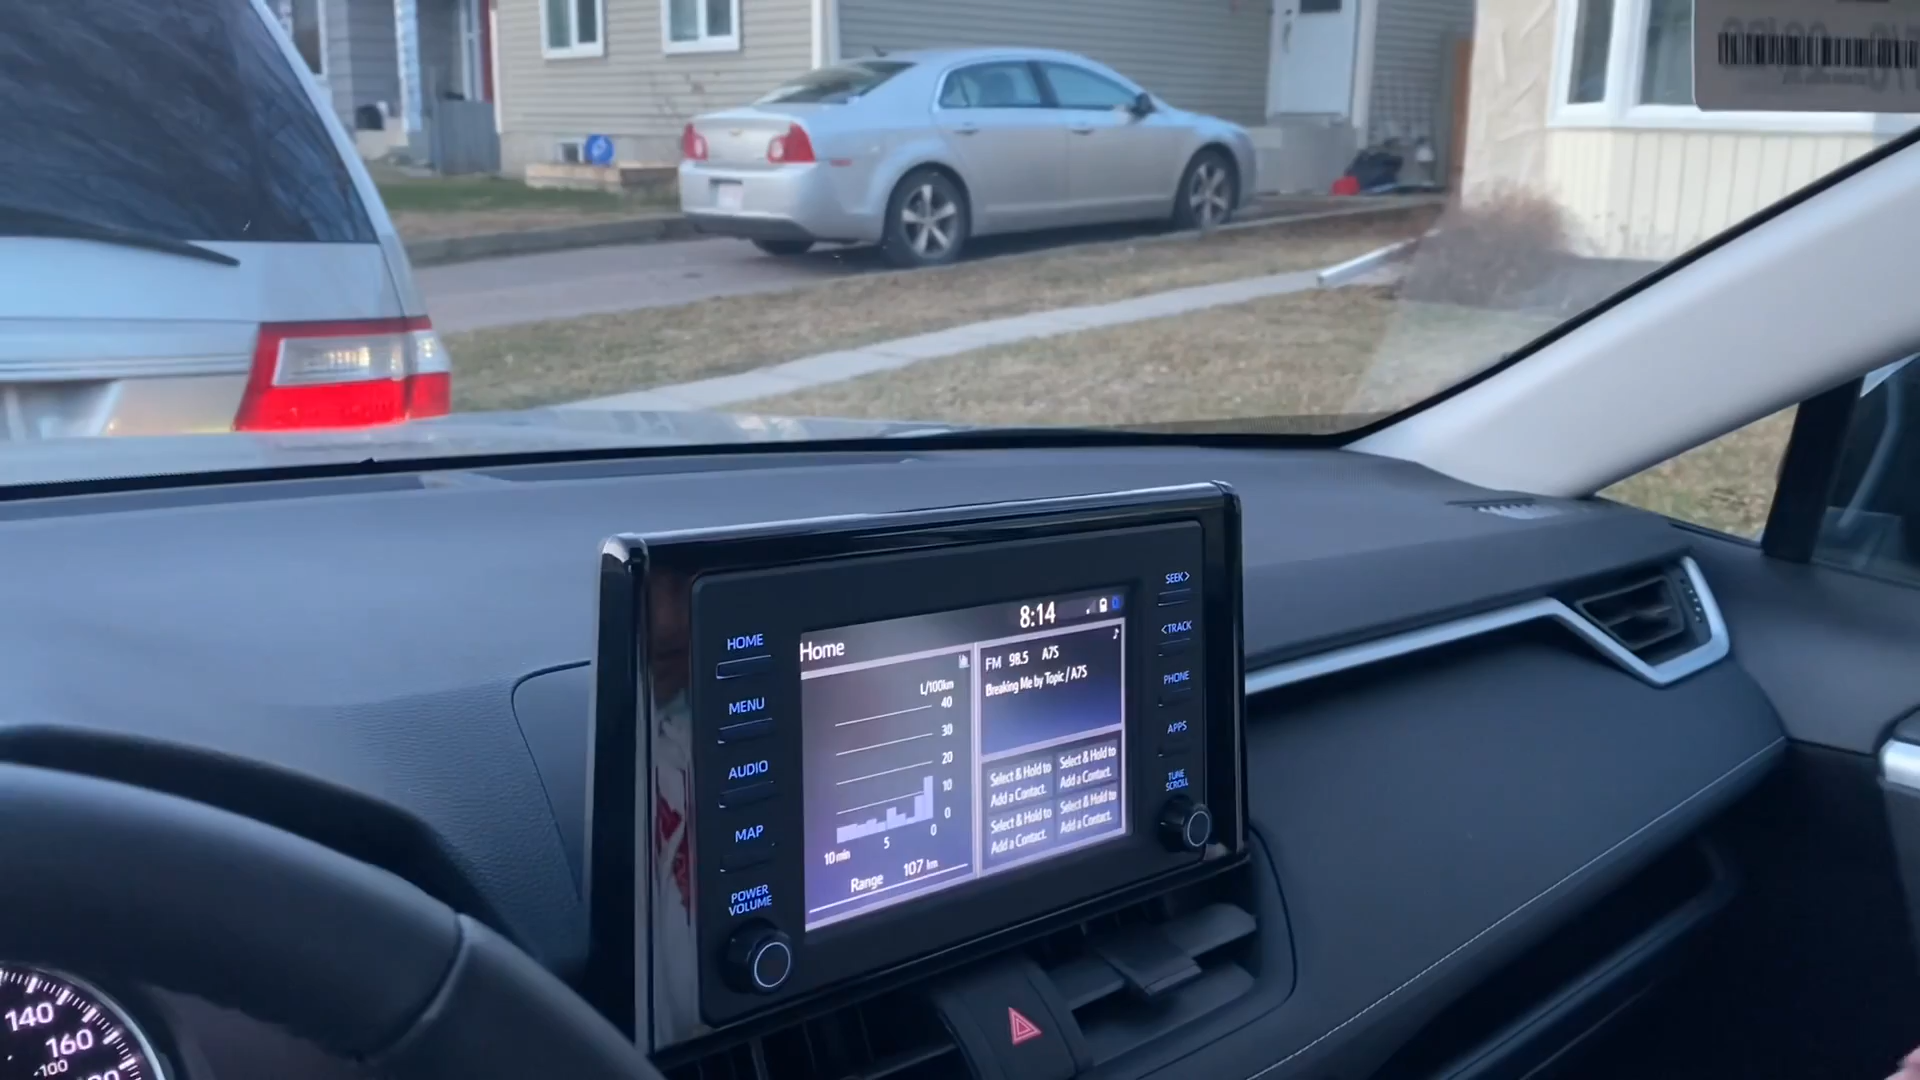 HOME
MENU
AUDIO
MAP
POWER
VOLUME
Home
8:14
L/100km
40
30
20
10
0
10 min
5
0
Range 107 km
FM 98.5 A7S
Breaking Me by Topic / A7S
Select & Hold to
Add a Contact.
Select & Hold to
Add a Contact.
Select & Hold to
Add a Contact.
Select & Hold to
Add a Contact.
SEEK>
<TRACK
PHONE
APPS
TUNE
SCROLL
140
160
100